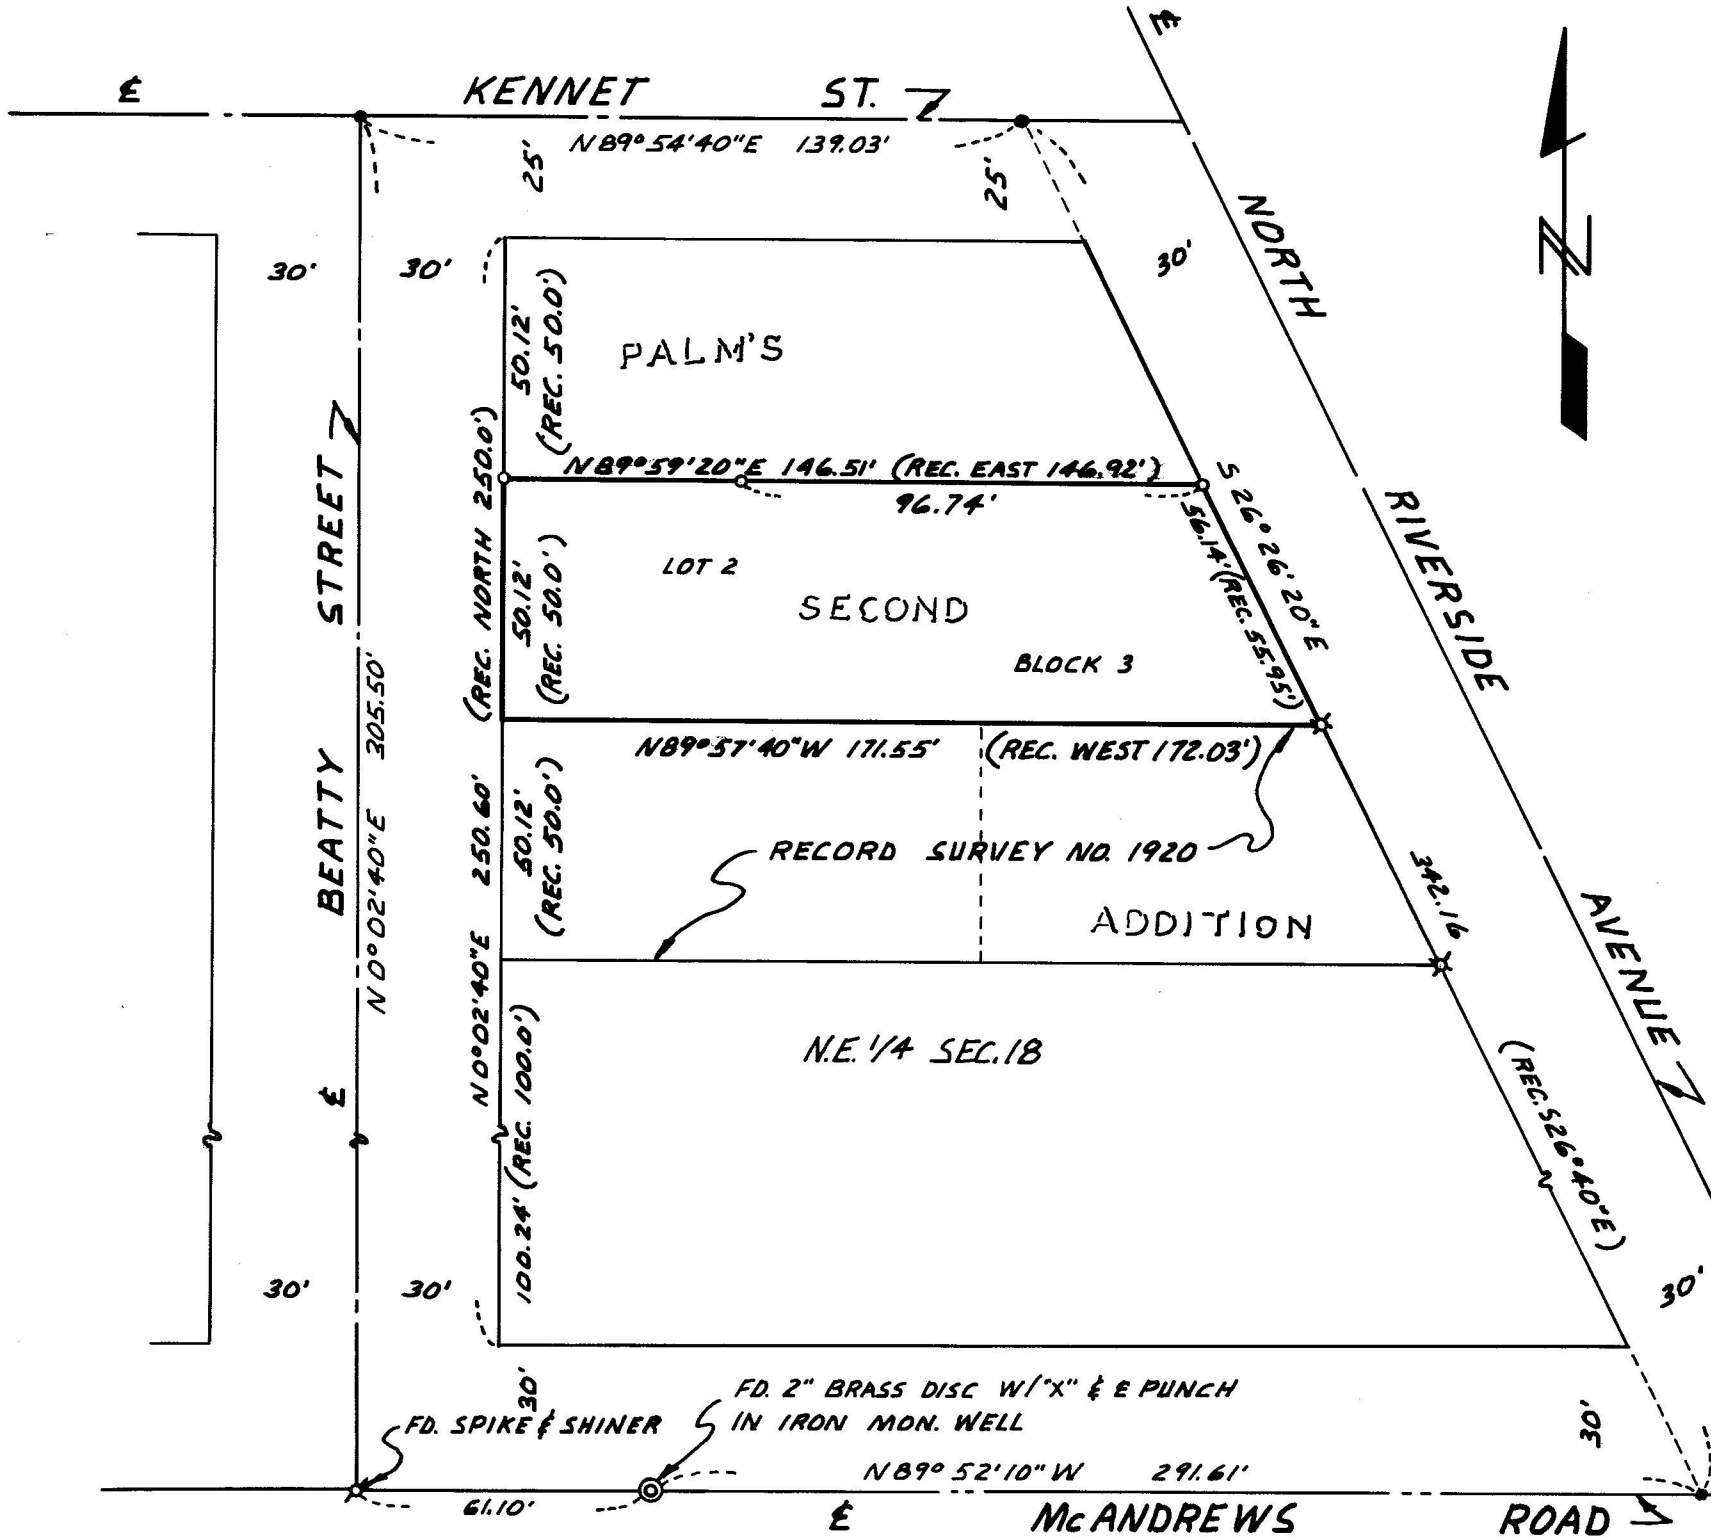 ℄
KENNET ST.
℄
N 89° 54' 40" E 139.03'
25'
25'
30'
30'
30'
NORTH
N
50.12'
(REC. 50.0')
PALM'S
(REC. NORTH 250.0')
N 89° 59' 20" E 146.51' (REC. EAST 146.92')
96.74'
S 26° 26' 20" E
56.14' (REC. 55.95')
RIVERSIDE
STREET
50.12'
(REC. 50.0')
LOT 2
SECOND
BLOCK 3
N 89° 57' 40" W 171.55' (REC. WEST 172.03')
BEATTY
N 0° 02' 40" E 305.50'
N 0° 02' 40" E 250.60'
50.12'
(REC. 50.0')
RECORD SURVEY NO. 1920
342.16
ADDITION
AVENUE
N.E. 1/4 SEC. 18
℄
100.24' (REC. 100.0')
(REC. S 26° 40" E)
30'
30'
30'
30'
FD. 2" BRASS DISC W/"X" & ℄ PUNCH
IN IRON MON. WELL
FD. SPIKE & SHINER
30'
N 89° 52' 10" W 291.61'
61.10'
℄
McANDREWS ROAD